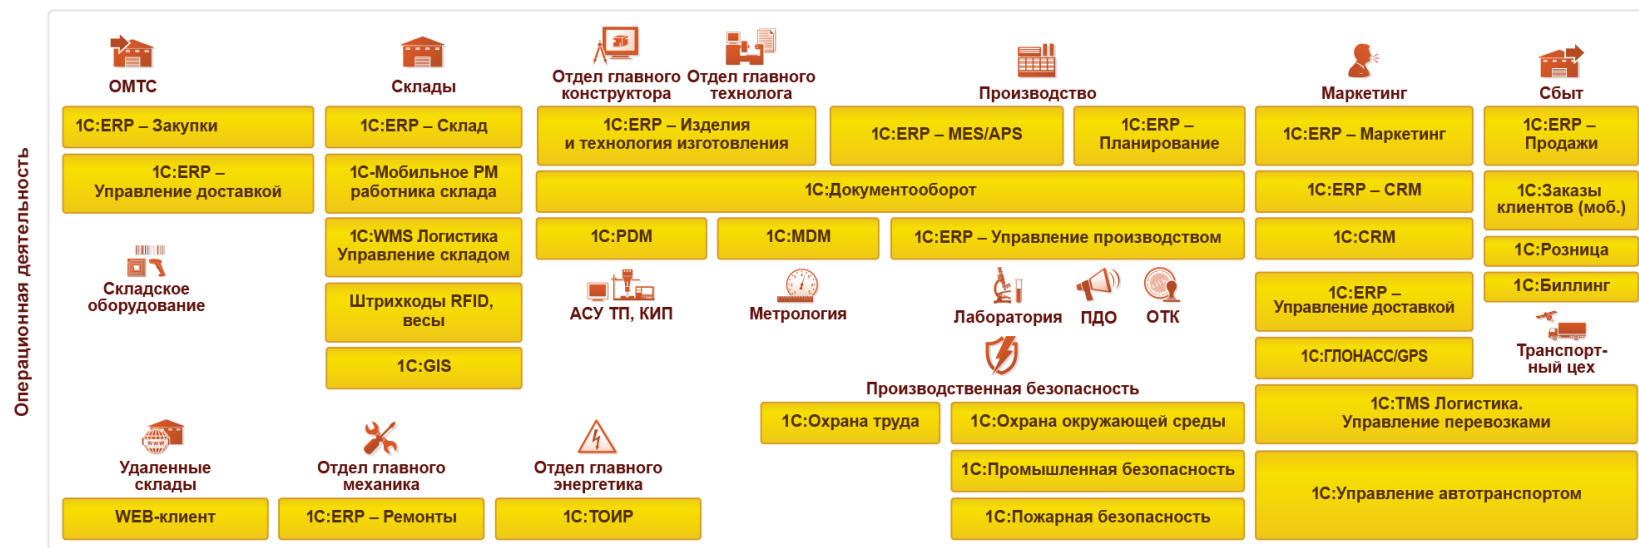 Операционная деятельность
ОМТС
1С:ERP – Закупки
1С:ERP –
Управление доставкой
Складское
оборудование
Склады
1С:ERP – Склад
1С-Мобильное РМ
работника склада
1С:WMS Логистика
Управление складом
Штрихкоды RFID,
весы
1С:GIS
Отдел главного
конструктора
Отдел главного
технолога
1С:ERP – Изделия
и технология изготовления
Производство
1С:ERP – MES/APS
1С:ERP –
Планирование
1С:Документооборот
1С:PDM
1С:MDM
1С:ERP – Управление производством
АСУ ТП, КИП
Метрология
Лаборатория
ПДО
ОТК
Производственная безопасность
1С:Охрана труда
1С:Охрана окружающей среды
1С:Промышленная безопасность
1С:Пожарная безопасность
Маркетинг
1С:ERP – Маркетинг
1С:ERP – CRM
1С:CRM
1С:ERP –
Управление доставкой
1С:ГЛОНАСС/GPS
Сбыт
1С:ERP –
Продажи
1С:Заказы
клиентов (моб.)
1С:Розница
1С:Биллинг
Транспорт-
ный цех
1С:TMS Логистика.
Управление перевозками
1С:Управление автотранспортом
www
Удаленные
склады
WEB-клиент
Отдел главного
механика
1С:ERP – Ремонты
Отдел главного
энергетика
1С:ТОИР